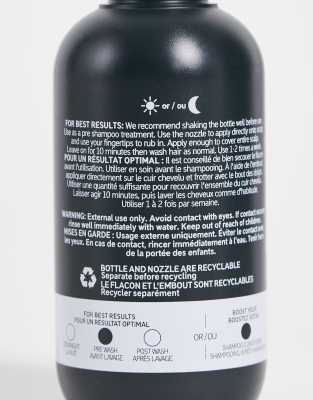 or / ou
FOR BEST RESULTS: We recommend shaking the bottle well before use.
Use as a pre shampoo treatment. Use the nozzle to apply directly onto
and use your fingertips to rub in. Apply enough to cover entire scalp.
Leave on for 10 minutes then wash hair as normal. Use 1-2 times a
POUR UN RÉSULTAT OPTIMAL : Il est conseillé de bien secouer le flacon
avant l'utilisation. Utiliser en soin avant le shampooing. À l'aide de
appliquer directement sur le cuir chevelu et frotter avec le bout des doigts
Utiliser une quantité suffisante pour recouvrir l'ensemble du cuir chevelu.
Laisser agir 10 minutes, puis laver les cheveux comme d'habitude.
Utiliser 1 à 2 fois par semaine.
WARNING: External use only. Avoid contact with eyes. If contact occurs,
rinse well immediately with water. Keep out of reach of children.
MISES EN GARDE : Usage externe uniquement. Éviter le contact avec
les yeux. En cas de contact, rincer immédiatement à l'eau. Tenir hors
de la portée des enfants.
BOTTLE AND NOZZLE ARE RECYCLABLE
Separate before recycling
LE FLACON ET L'EMBOUT SONT RECYCLABLES
Recycler séparément
FOR BEST RESULTS
POUR UN RÉSULTAT OPTIMAL
PRE WASH
AVANT LAVAGE
POST WASH
APRÈS LAVAGE
OR / OU
BOOST YOUR